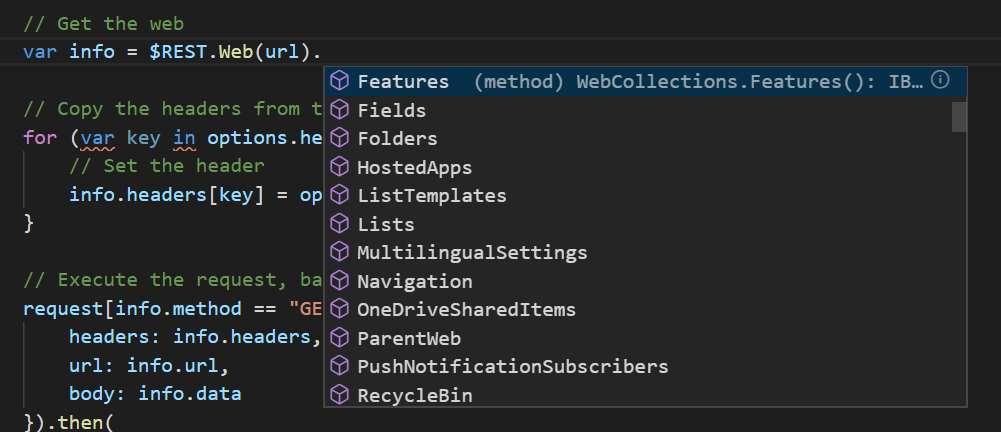 // Get the web
var info = $REST.Web(url).
Features (method) WebCollections.Features(): IB…
Fields
Folders
HostedApps
ListTemplates
Lists
MultilingualSettings
Navigation
OneDriveSharedItems
ParentWeb
PushNotificationSubscribers
RecycleBin
// Copy the headers from t
for (var key in options.he
// Set the header
info.headers[key] = op
}
// Execute the request, ba
request[info.method == "GE
headers: info.headers,
url: info.url,
body: info.data
}).then(